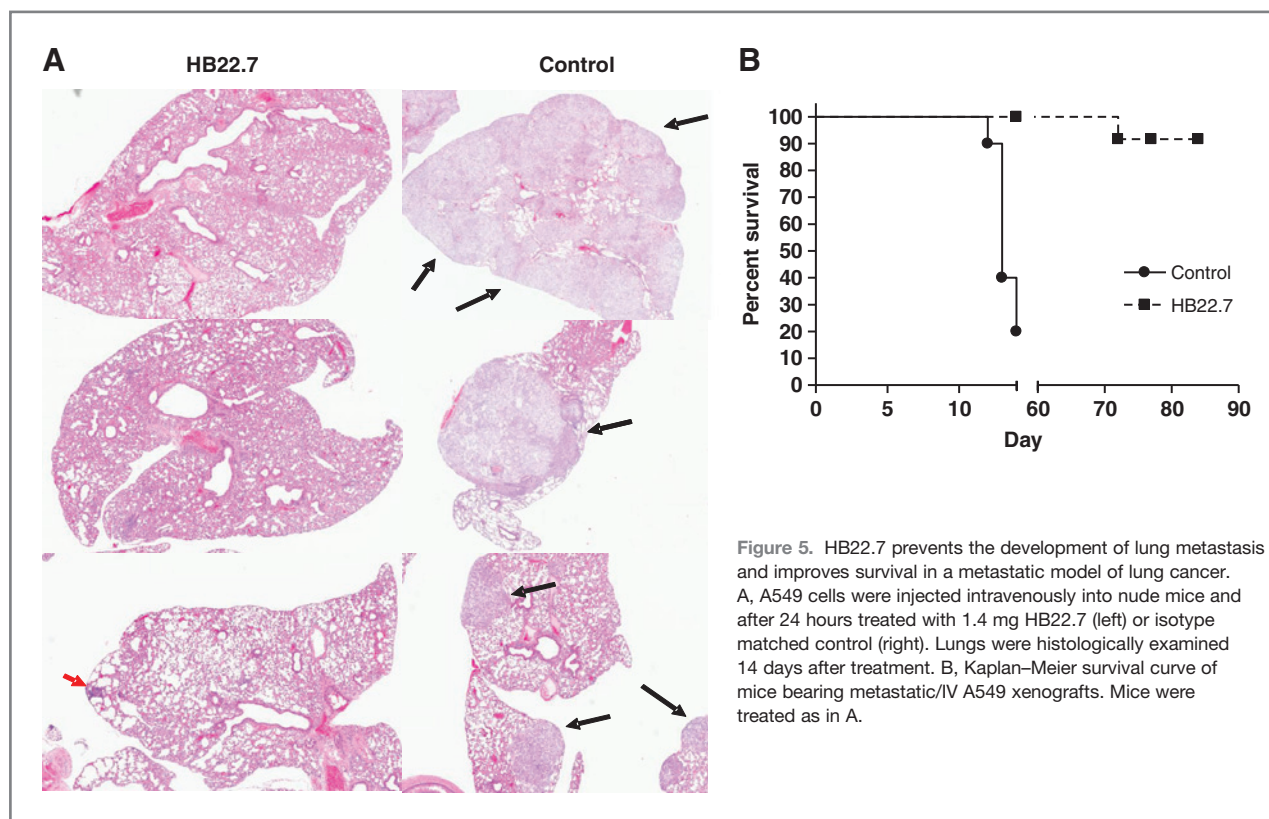 A
HB22.7
Control
B
100
90
80
70
60
50
40
30
20
10
0
Percent survival
0 5 10 60 70 80 90
Day
Control
HB22.7
Figure 5. HB22.7 prevents the development of lung metastasis
and improves survival in a metastatic model of lung cancer.
A, A549 cells were injected intravenously into nude mice and
after 24 hours treated with 1.4 mg HB22.7 (left) or isotype
matched control (right). Lungs were histologically examined
14 days after treatment. B, Kaplan–Meier survival curve of
mice bearing metastatic/IV A549 xenografts. Mice were
treated as in A.